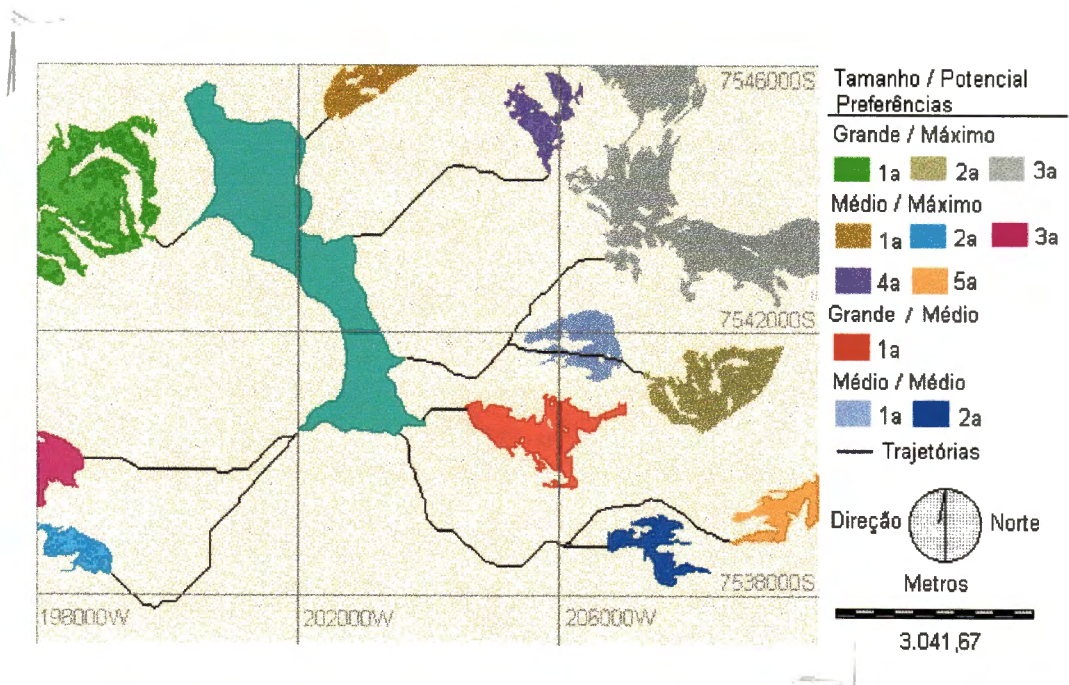 7546000S
7542000S
7538000S
198000W
202000W
206000W
Tamanho / Potencial
Preferências
Grande / Máximo
1a 2a 3a
Médio / Máximo
1a 2a 3a
4a 5a
Grande / Médio
1a
Médio / Médio
1a 2a
Trajetórias
Direção Norte
Metros
3.041,67